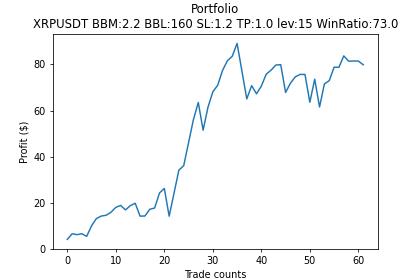 Portfolio
XRPUSDT BBM:2.2 BBL:160 SL:1.2 TP:1.0 lev:15 WinRatio:73.0
80
60
40
20
0
Profit ($)
0 10 20 30 40 50 60
Trade counts